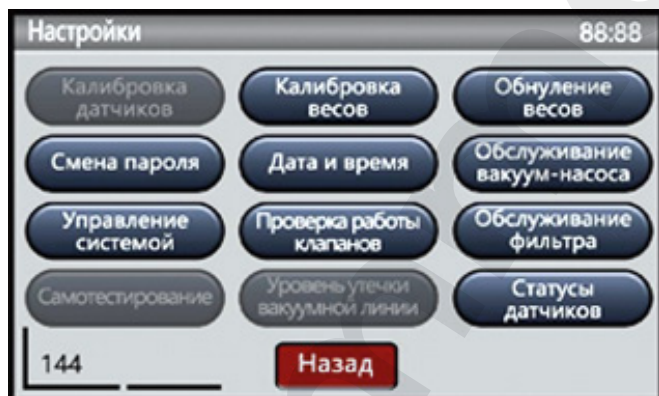 Настройки 88:88
Калибровка
датчиков
Калибровка
весов
Обнуление
весов
Смена пароля
Дата и время
Обслуживание
вакуум-насоса
Управление
системой
Проверка работы
клапанов
Обслуживание
фильтра
Самотестирование
Уровень утечки
вакуумной линии
Статусы
датчиков
144
Назад